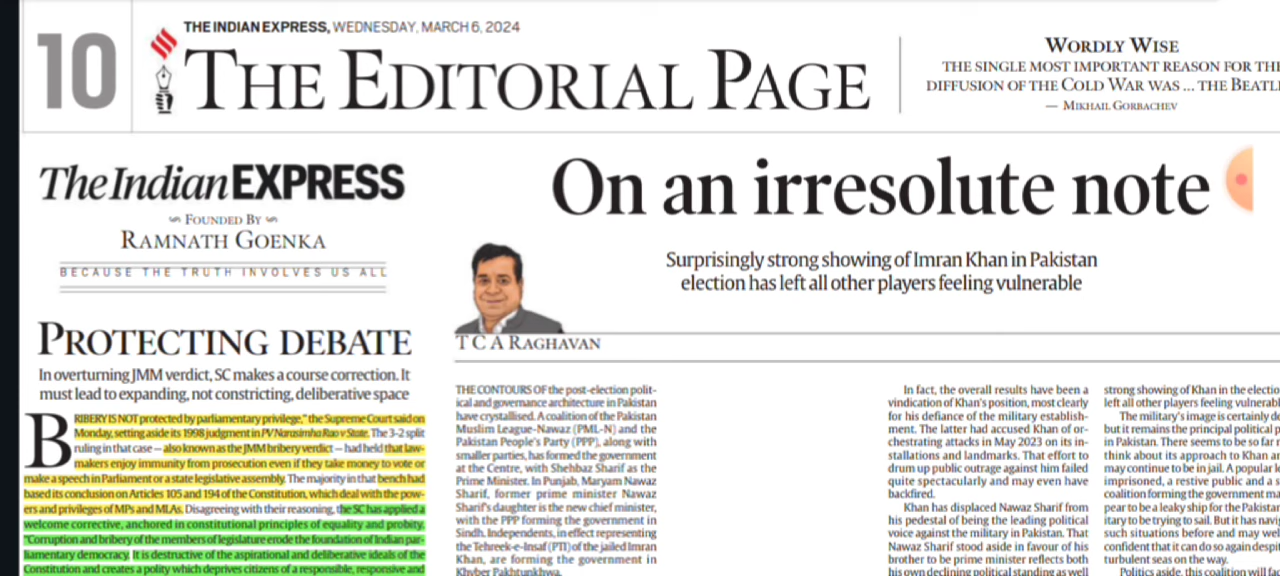 10
THE INDIAN EXPRESS, WEDNESDAY, MARCH 6, 2024
THE EDITORIAL PAGE
WORDLY WISE
THE SINGLE MOST IMPORTANT REASON FOR THE
DIFFUSION OF THE COLD WAR WAS ... THE BEATL
— MIKHAIL GORBACHEV
The Indian EXPRESS
FOUNDED BY
RAMNATH GOENKA
BECAUSE THE TRUTH INVOLVES US ALL
PROTECTING DEBATE
In overturning JMM verdict, SC makes a course correction. It
must lead to expanding, not constricting, deliberative space
BRIBERY IS NOT protected by parliamentary privilege," the Supreme Court said on
Monday, setting aside its 1998 judgment in PV Narasimha Rao v State. The 3-2 split
ruling in that case — also known as the JMM bribery verdict — had held that law-
makers enjoy immunity from prosecution even if they take money to vote or
make a speech in Parliament or a state legislative assembly. The majority in that bench had
based its conclusion on Articles 105 and 194 of the Constitution, which deal with the pow-
ers and privileges of MPs and MLAs. Disagreeing with their reasoning, the SC has applied a
welcome corrective, anchored in constitutional principles of equality and probity.
"Corruption and bribery of the members of legislature erode the foundation of Indian par-
liamentary democracy. It is destructive of the aspirational and deliberative ideals of the
Constitution and creates a polity which deprives citizens of a responsible, responsive and
On an irresolute note
Surprisingly strong showing of Imran Khan in Pakistan
election has left all other players feeling vulnerable
T C A RAGHAVAN
THE CONTOURS OF the post-election polit-
ical and governance architecture in Pakistan
have crystallised. A coalition of the Pakistan
Muslim League-Nawaz (PML-N) and the
Pakistan People's Party (PPP), along with
smaller parties, has formed the government
at the Centre, with Shehbaz Sharif as the
Prime Minister. In Punjab, Maryam Nawaz
Sharif, former prime minister Nawaz
Sharif's daughter is the new chief minister,
with the PPP forming the government in
Sindh. Independents, in effect representing
the Tehreek-e-Insaf (PTI) of the jailed Imran
Khan, are forming the government in
Khyber Pakhtunkhwa.
In fact, the overall results have been a
vindication of Khan's position, most clearly
for his defiance of the military establish-
ment. The latter had accused Khan of or-
chestrating attacks in May 2023 on its in-
stallations and landmarks. That effort to
drum up public outrage against him failed
quite spectacularly and may even have
backfired.
Khan has displaced Nawaz Sharif from
his pedestal of being the leading political
voice against the military in Pakistan. That
Nawaz Sharif stood aside in favour of his
brother to be prime minister reflects both
his own declining political standing as well
strong showing of Khan in the electio
left all other players feeling vulnerabl
The military's image is certainly de
but it remains the principal political p
in Pakistan. There seems to be so far n
think about its approach to Khan an
may continue to be in jail. A popular l
imprisoned, a restive public and a s
coalition forming the government ma
pear to be a leaky ship for the Pakistan
itary to be trying to sail. But it has navi
such situations before and may wel
confident that it can do so again despi
turbulent seas on the way.
Politics aside, this coalition will fac